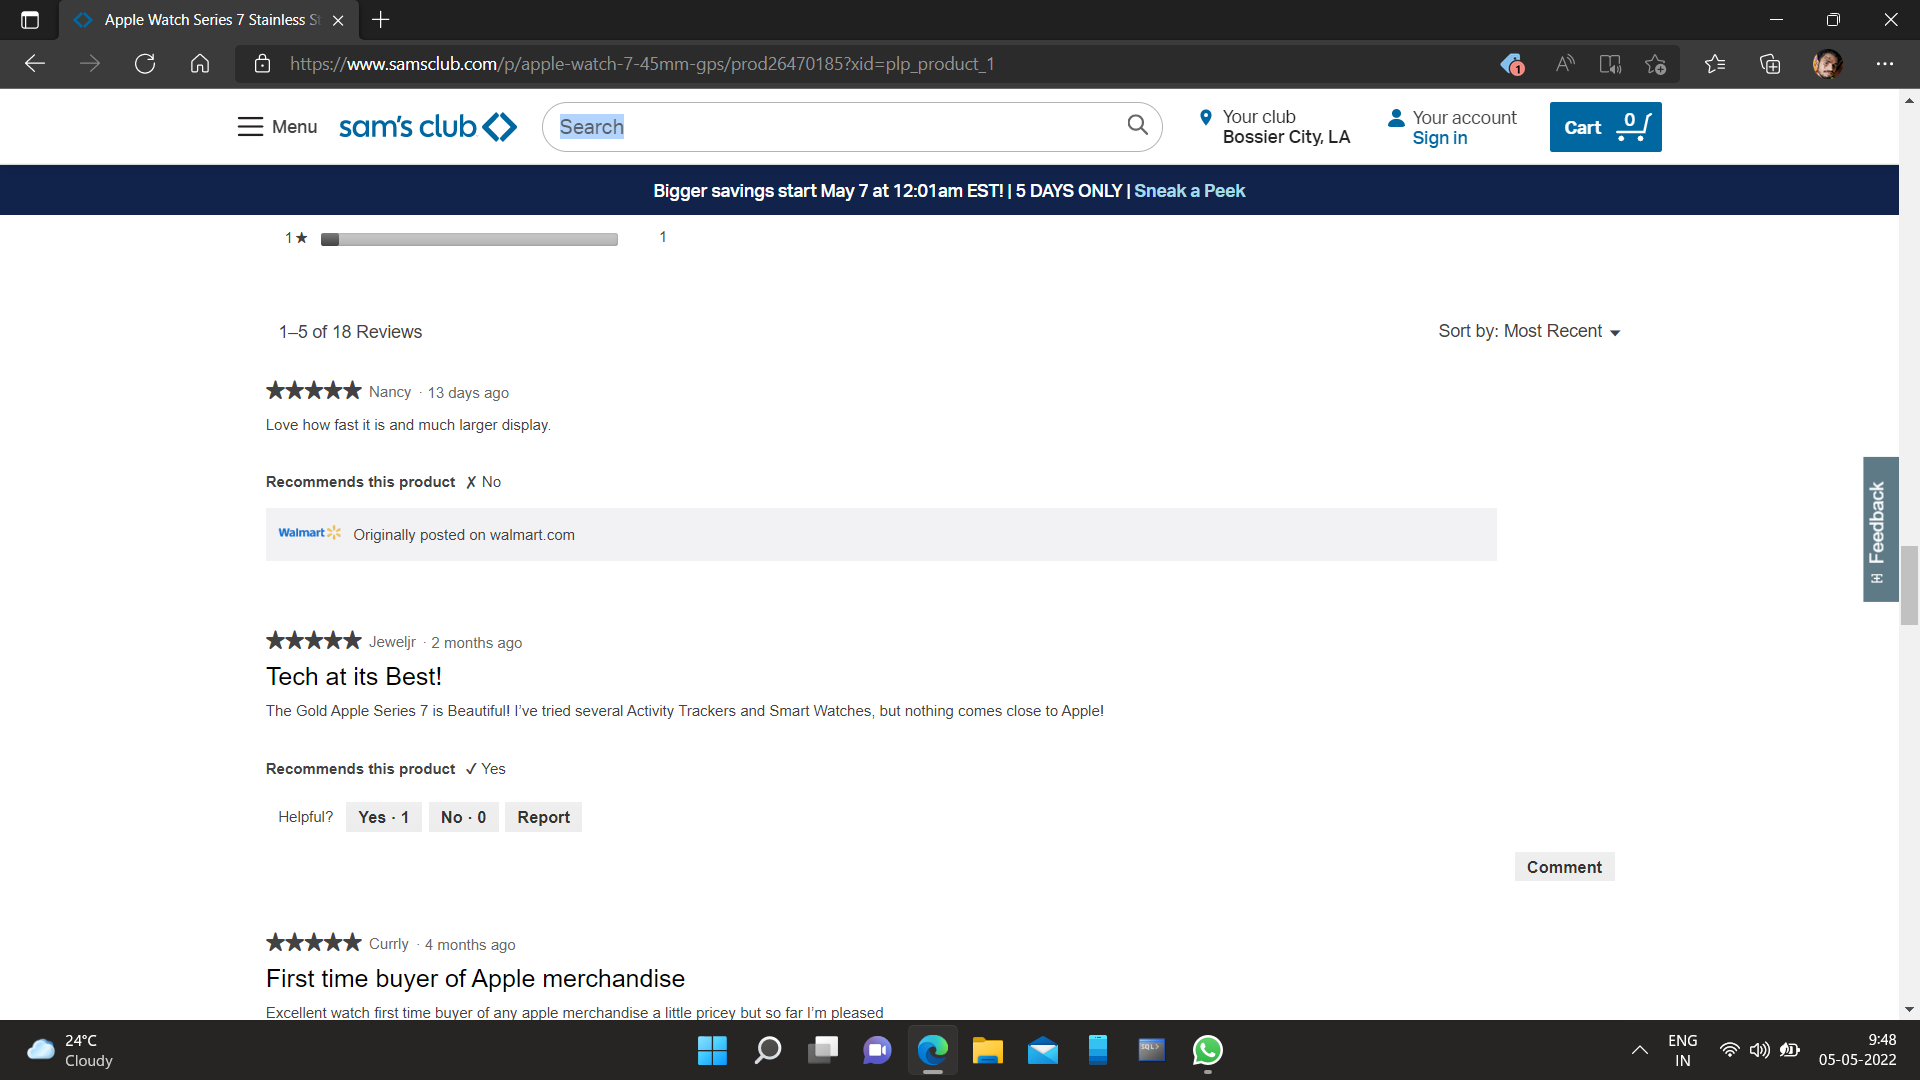 Apple Watch Series 7 Stainless St
https://www.samsclub.com/p/apple-watch-7-45mm-gps/prod26470185?xid=plp_product_1
1
Menu
sam's club
Search
Your club
Bossier City, LA
Your account
Sign in
Cart 0
Bigger savings start May 7 at 12:01am EST! | 5 DAYS ONLY | Sneak a Peek
1★ 1
1–5 of 18 Reviews
Sort by: Most Recent
★★★★★ Nancy · 13 days ago
Love how fast it is and much larger display.
Recommends this product ✗ No
Walmart Originally posted on walmart.com
Feedback
★★★★★ Jeweljr · 2 months ago
Tech at its Best!
The Gold Apple Series 7 is Beautiful! I've tried several Activity Trackers and Smart Watches, but nothing comes close to Apple!
Recommends this product ✔ Yes
Helpful? Yes · 1 No · 0 Report
Comment
★★★★★ Currly · 4 months ago
First time buyer of Apple merchandise
Excellent watch first time buyer of any apple merchandise a little pricey but so far I'm pleased
24°C
Cloudy
SQL>
ENG
IN
9:48
05-05-2022